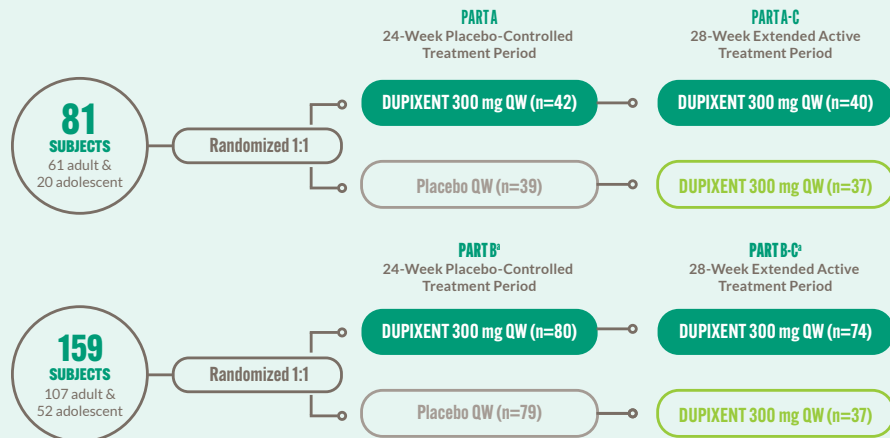 PART A
24-Week Placebo-Controlled
Treatment Period
PART A-C
28-Week Extended Active
Treatment Period
81
SUBJECTS
61 adult &
20 adolescent
Randomized 1:1
DUPIXENT 300 mg QW (n=42)
DUPIXENT 300 mg QW (n=40)
Placebo QW (n=39)
DUPIXENT 300 mg QW (n=37)
PART Bᵃ
24-Week Placebo-Controlled
Treatment Period
PART B-Cᵃ
28-Week Extended Active
Treatment Period
159
SUBJECTS
107 adult &
52 adolescent
Randomized 1:1
DUPIXENT 300 mg QW (n=80)
DUPIXENT 300 mg QW (n=74)
Placebo QW (n=79)
DUPIXENT 300 mg QW (n=37)